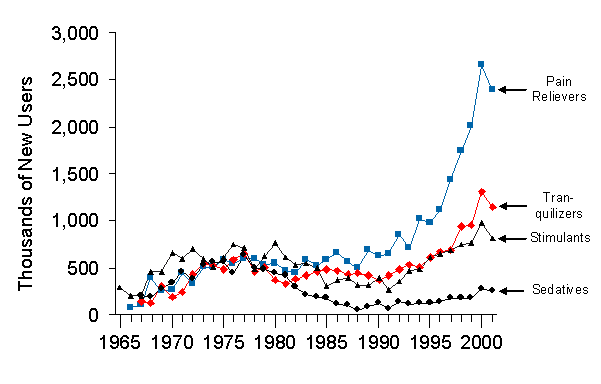 Thousands of New Users
3,000
2,500
2,000
1,500
1,000
500
0
1965 1970 1975 1980 1985 1990 1995 2000
Pain
Relievers
Tran-
quilizers
Stimulants
Sedatives